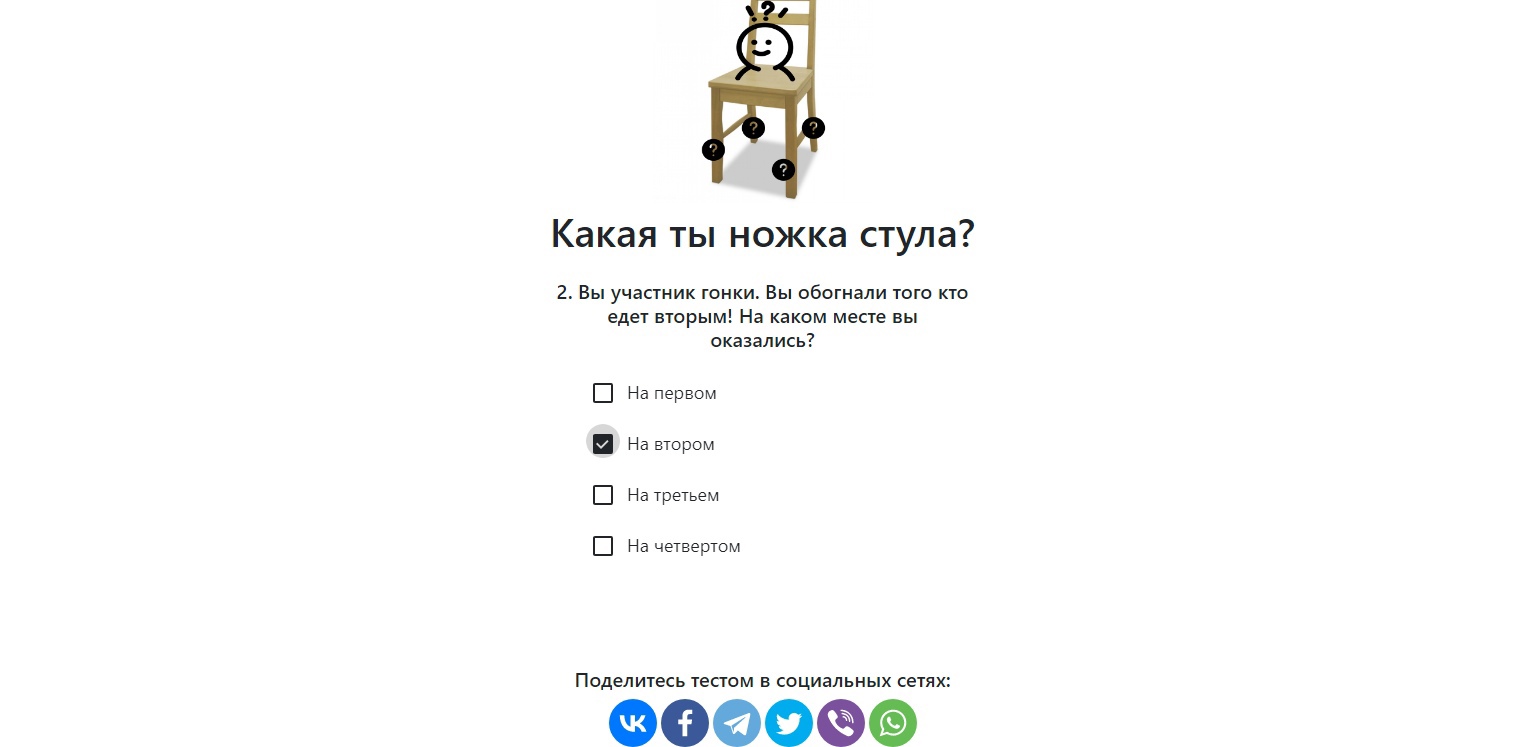 ?
? ?
? ?
Какая ты ножка стула?
2. Вы участник гонки. Вы обогнали того кто
едет вторым! На каком месте вы
оказались?
На первом
На втором
На третьем
На четвертом
Поделитесь тестом в социальных сетях: